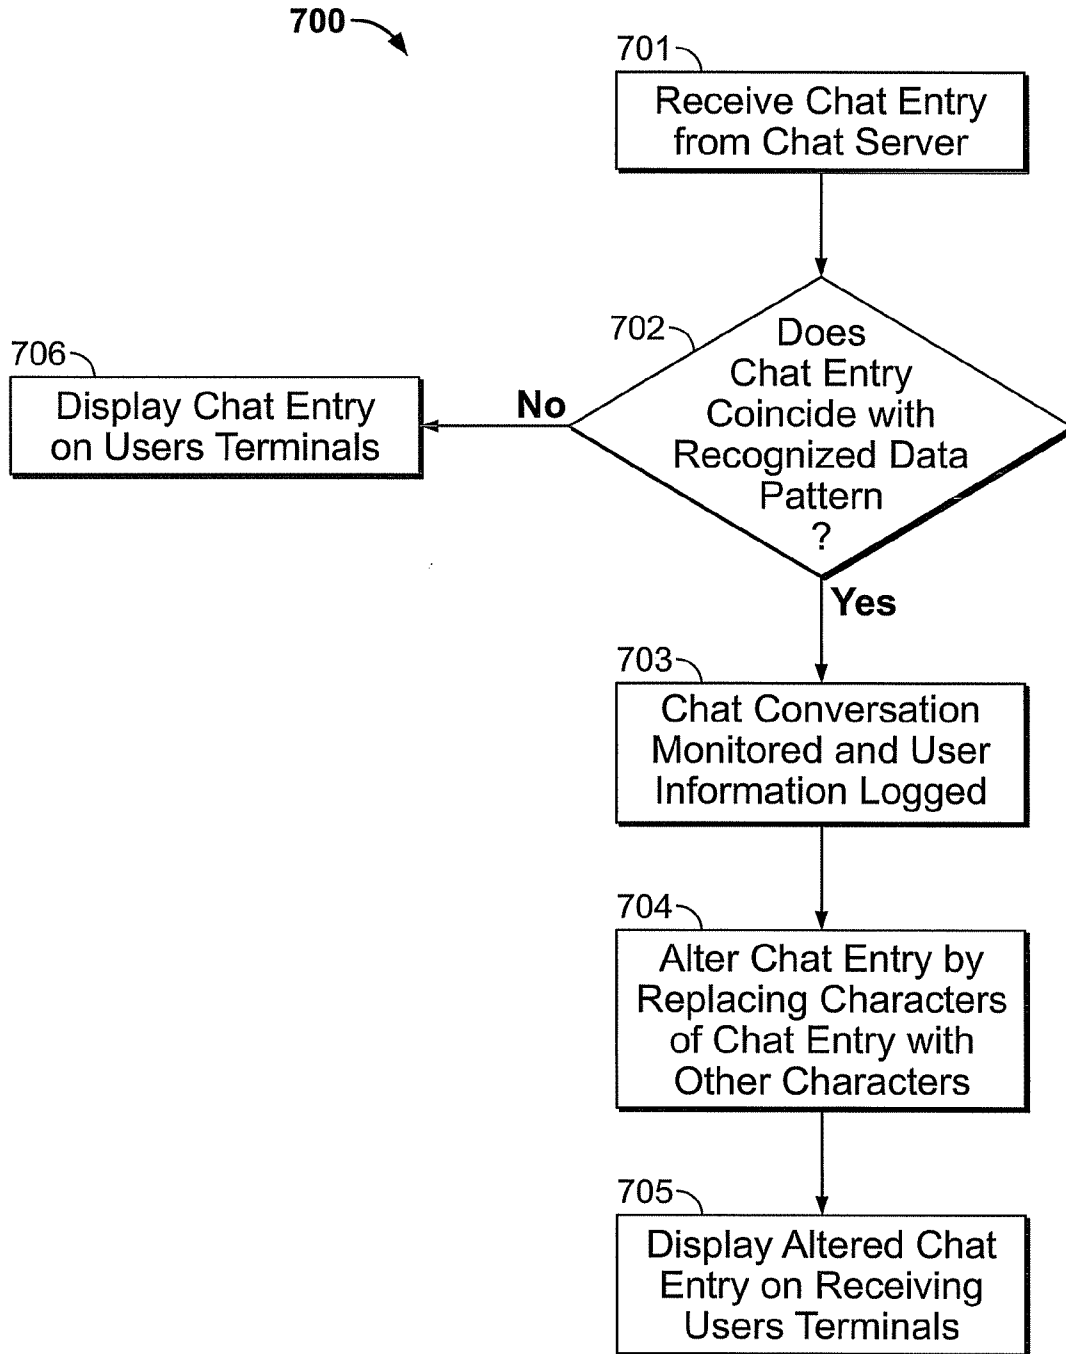 700
701
Receive Chat Entry
from Chat Server
702
Does
Chat Entry
Coincide with
Recognized Data
Pattern
?
No
706
Display Chat Entry
on Users Terminals
Yes
703
Chat Conversation
Monitored and User
Information Logged
704
Alter Chat Entry by
Replacing Characters
of Chat Entry with
Other Characters
705
Display Altered Chat
Entry on Receiving
Users Terminals